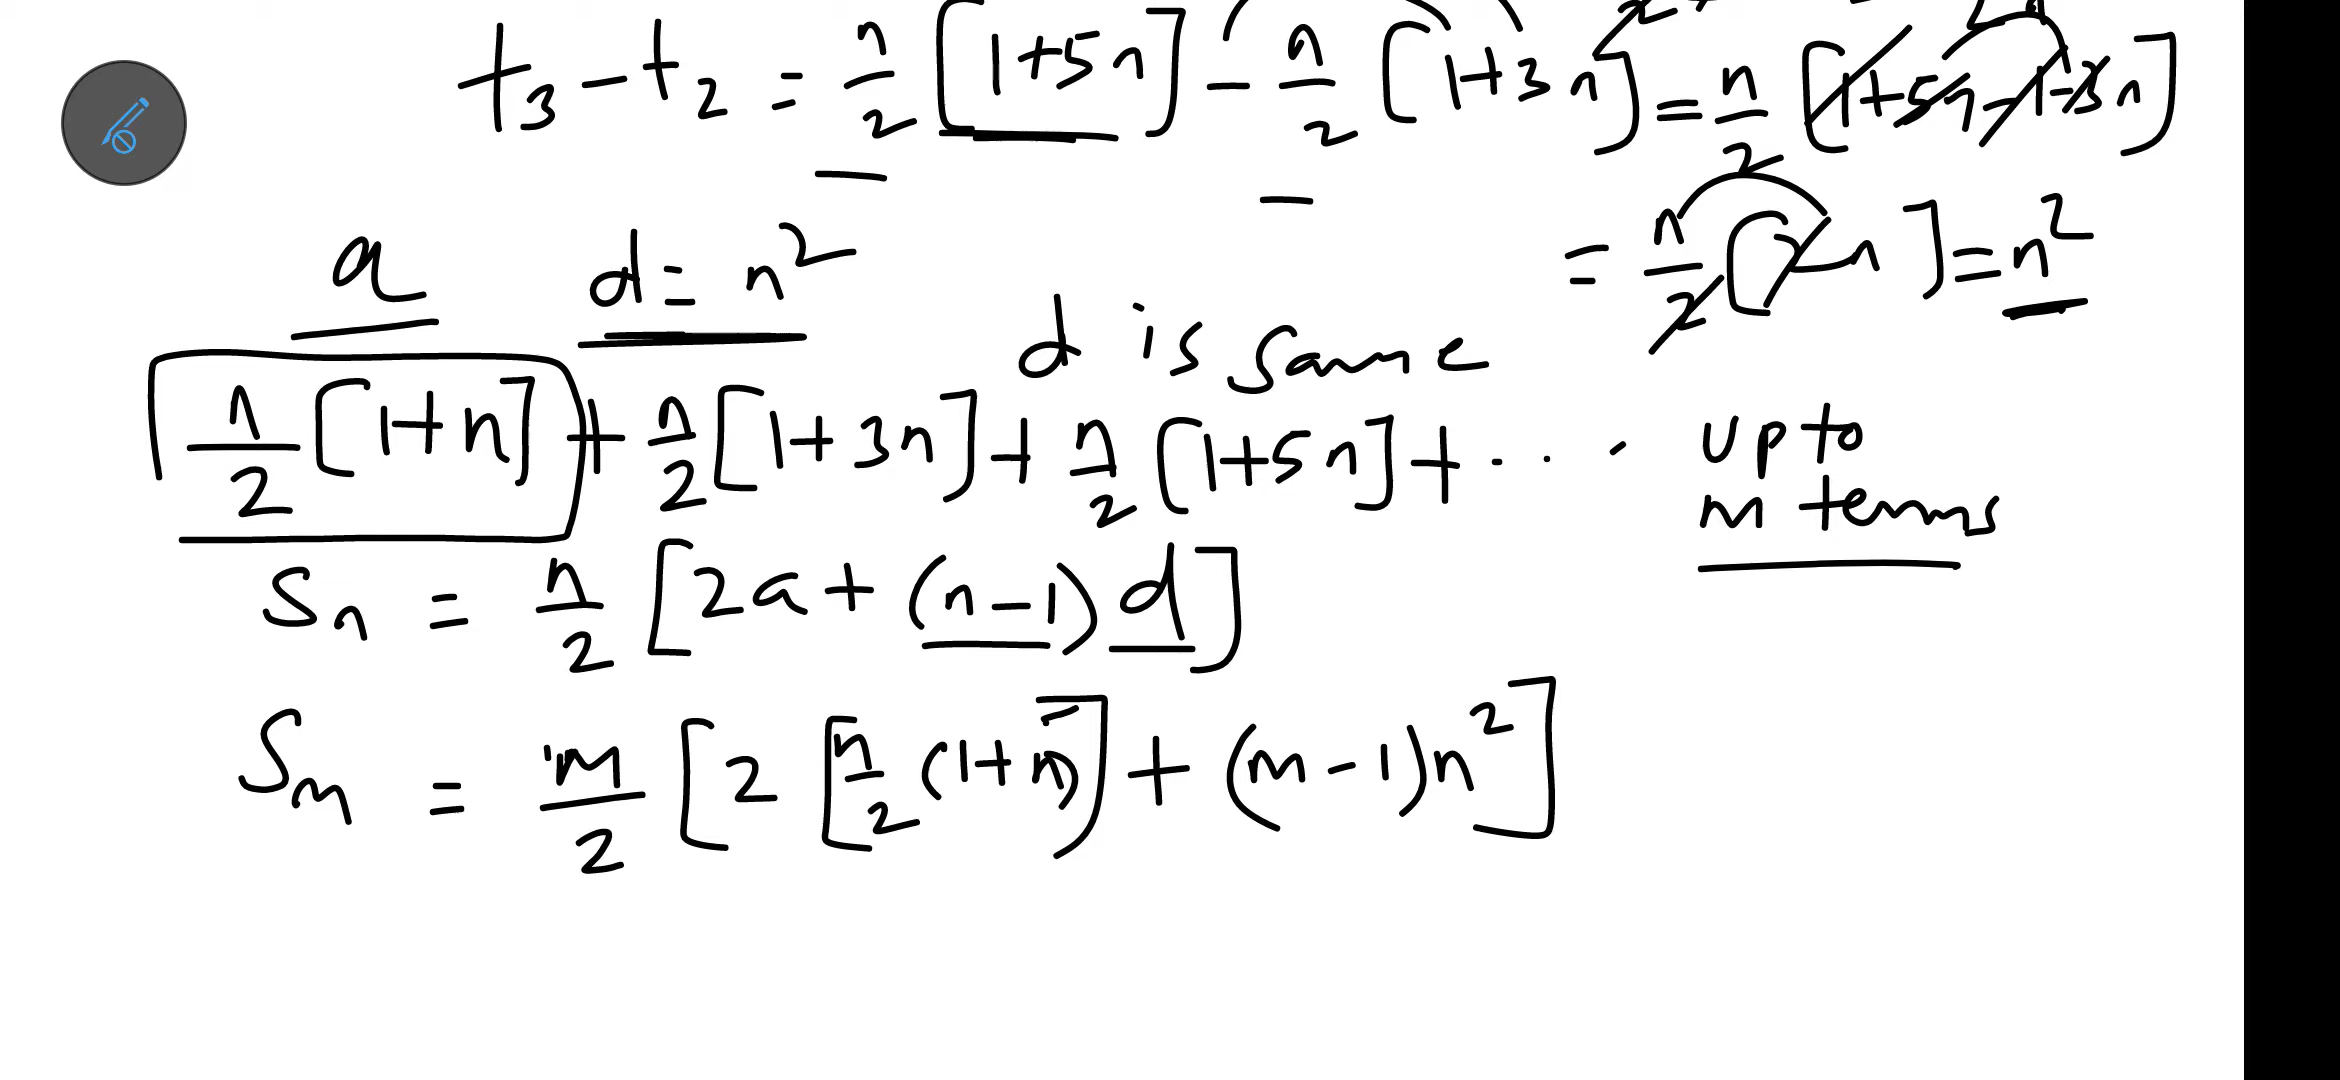 t₃ - t₂ = n/2 [1+5n] - n/2 [1+3n] = n/2 [1+5n-1-3n]
= n/2 [2n] = n²
a d = n²
d is same
n/2 [1+n] + n/2 [1+3n] + n/2 [1+5n] + ... up to
m terms
Sn = n/2 [2a + (n-1) d]
Sm = m/2 [2 [n/2 (1+n)] + (m-1)n²]